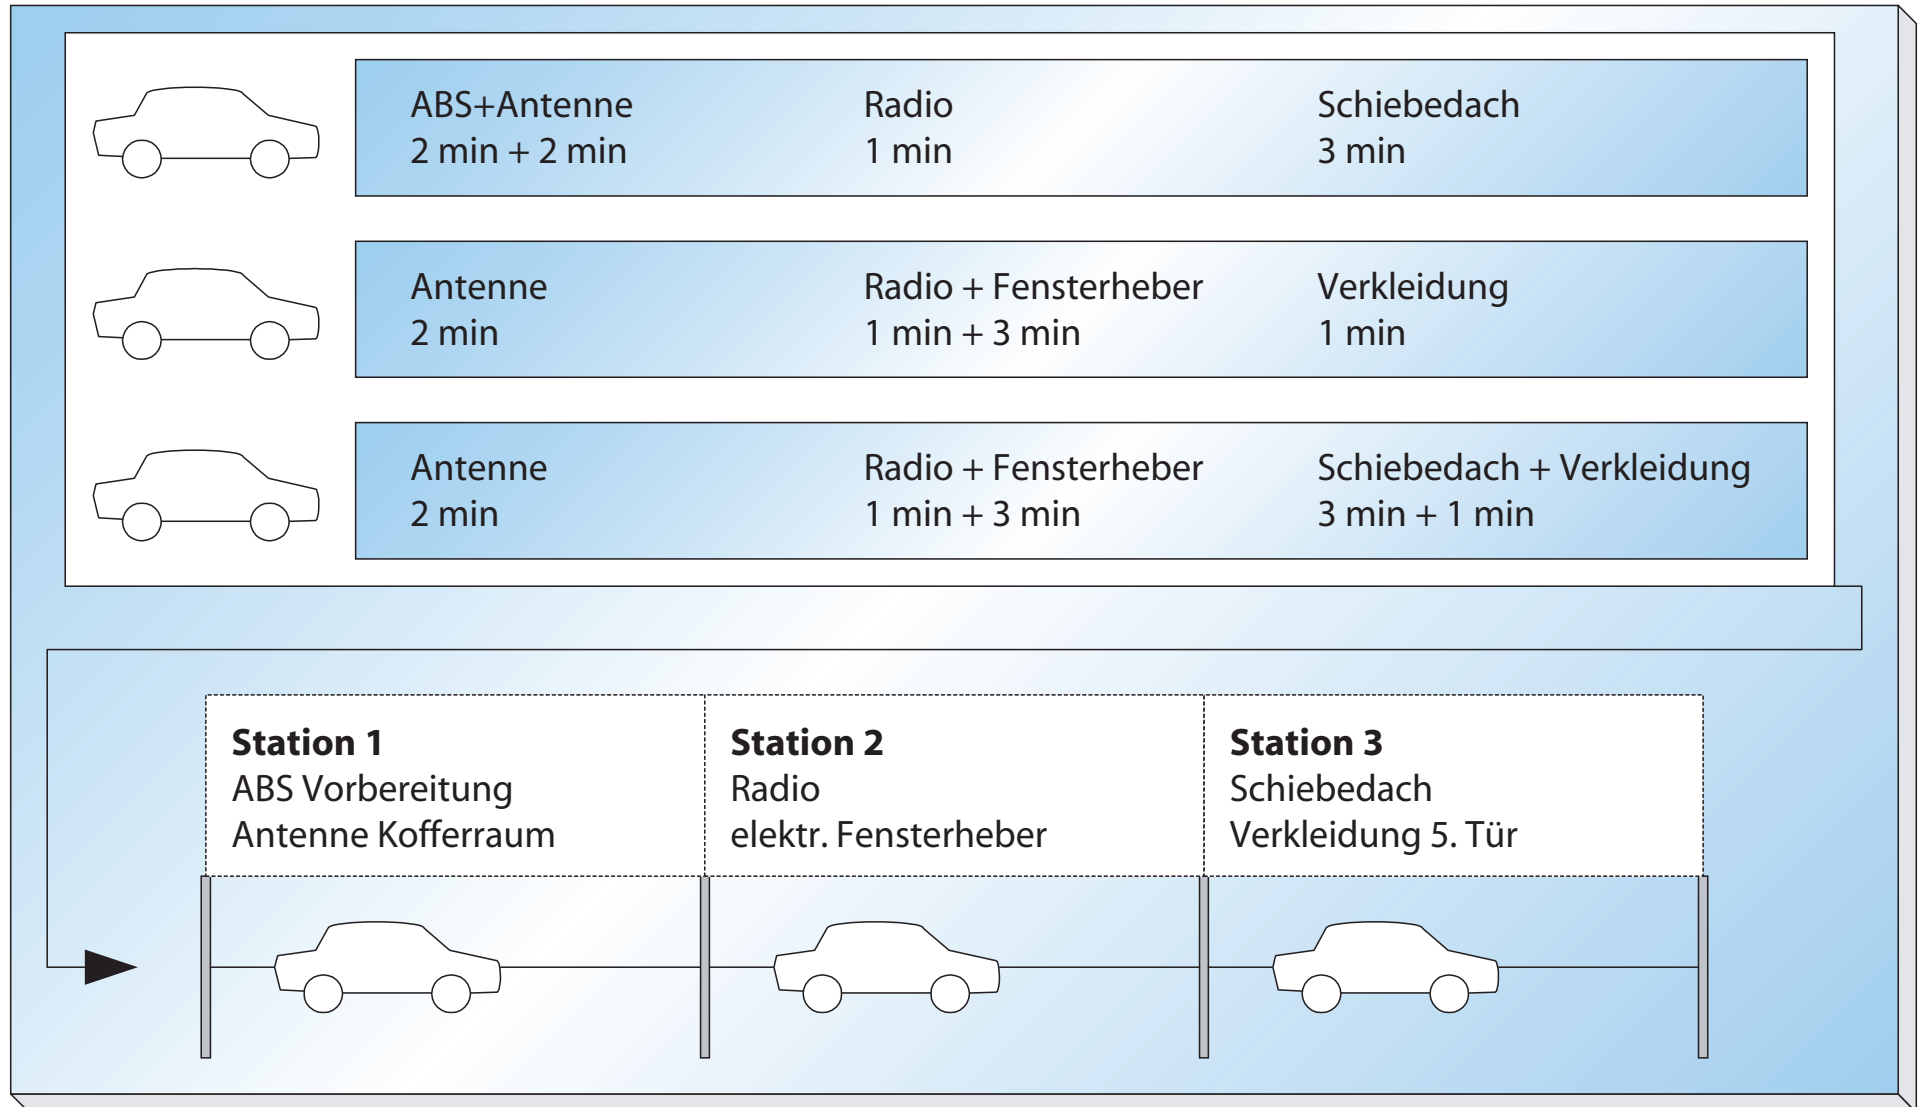 ABS+Antenne
2 min + 2 min
Radio
1 min
Schiebedach
3 min
Antenne
2 min
Radio + Fensterheber
1 min + 3 min
Verkleidung
1 min
Antenne
2 min
Radio + Fensterheber
1 min + 3 min
Schiebedach + Verkleidung
3 min + 1 min
Station 1
ABS Vorbereitung
Antenne Kofferraum
Station 2
Radio
elektr. Fensterheber
Station 3
Schiebedach
Verkleidung 5. Tür